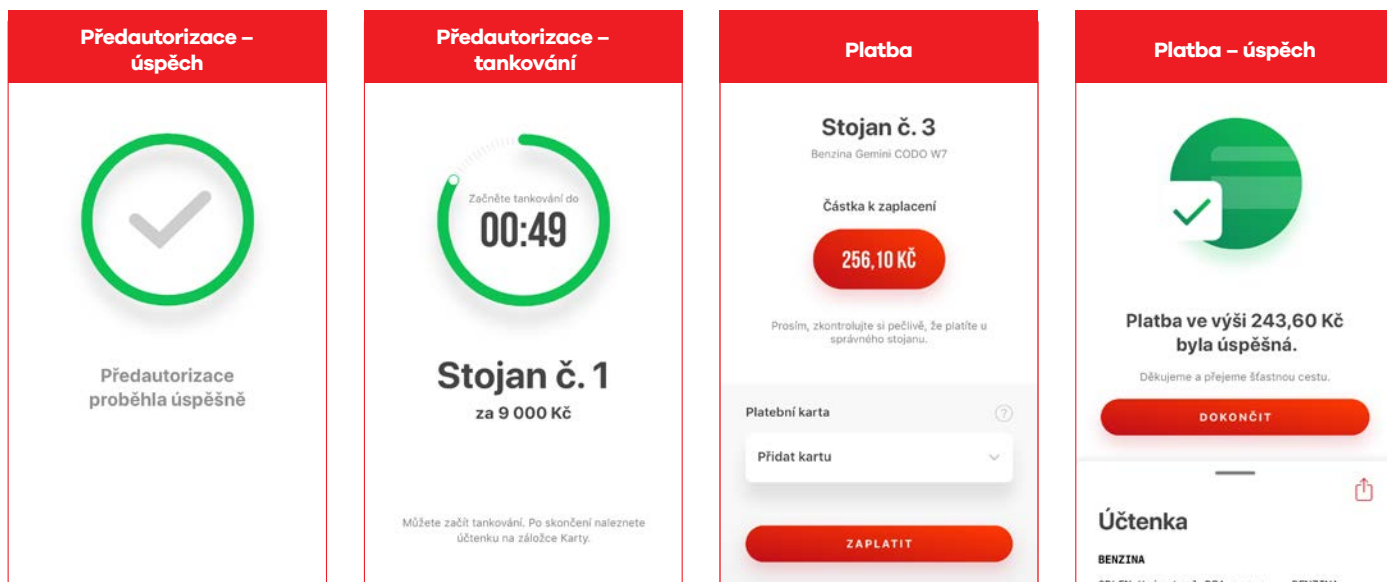 Předautorizace –
úspěch
Předautorizace
proběhla úspěšně
Předautorizace –
tankování
Začněte tankování do
00:49
Stojan č. 1
za 9 000 Kč
Můžete začít tankování. Po skončení naleznete
účtenku na záložce Karty.
Platba
Stojan č. 3
Benzina Gemini CODO W7
Částka k zaplacení
256,10 KČ
Prosím, zkontrolujte si pečlivě, že platíte u
správného stojanu.
Platební karta
?
Přidat kartu
ZAPLATIT
Platba – úspěch
Platba ve výši 243,60 Kč
byla úspěšná.
Děkujeme a přejeme šťastnou cestu.
DOKONČIT
Účtenka
BENZINA